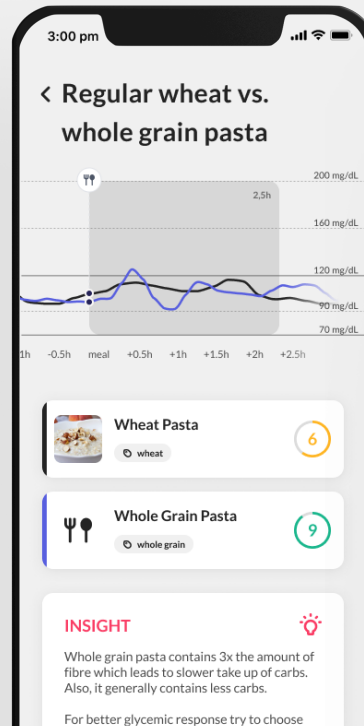 3:00 pm
Regular wheat vs.
whole grain pasta
200 mg/dL
2,5h
160 mg/dL
120 mg/dL
90 mg/dL
70 mg/dL
1h -0.5h meal +0.5h +1h +1.5h +2h +2.5h
Wheat Pasta
wheat
6
Whole Grain Pasta
whole grain
9
INSIGHT
Whole grain pasta contains 3x the amount of
fibre which leads to slower take up of carbs.
Also, it generally contains less carbs.
For better glycemic response try to choose